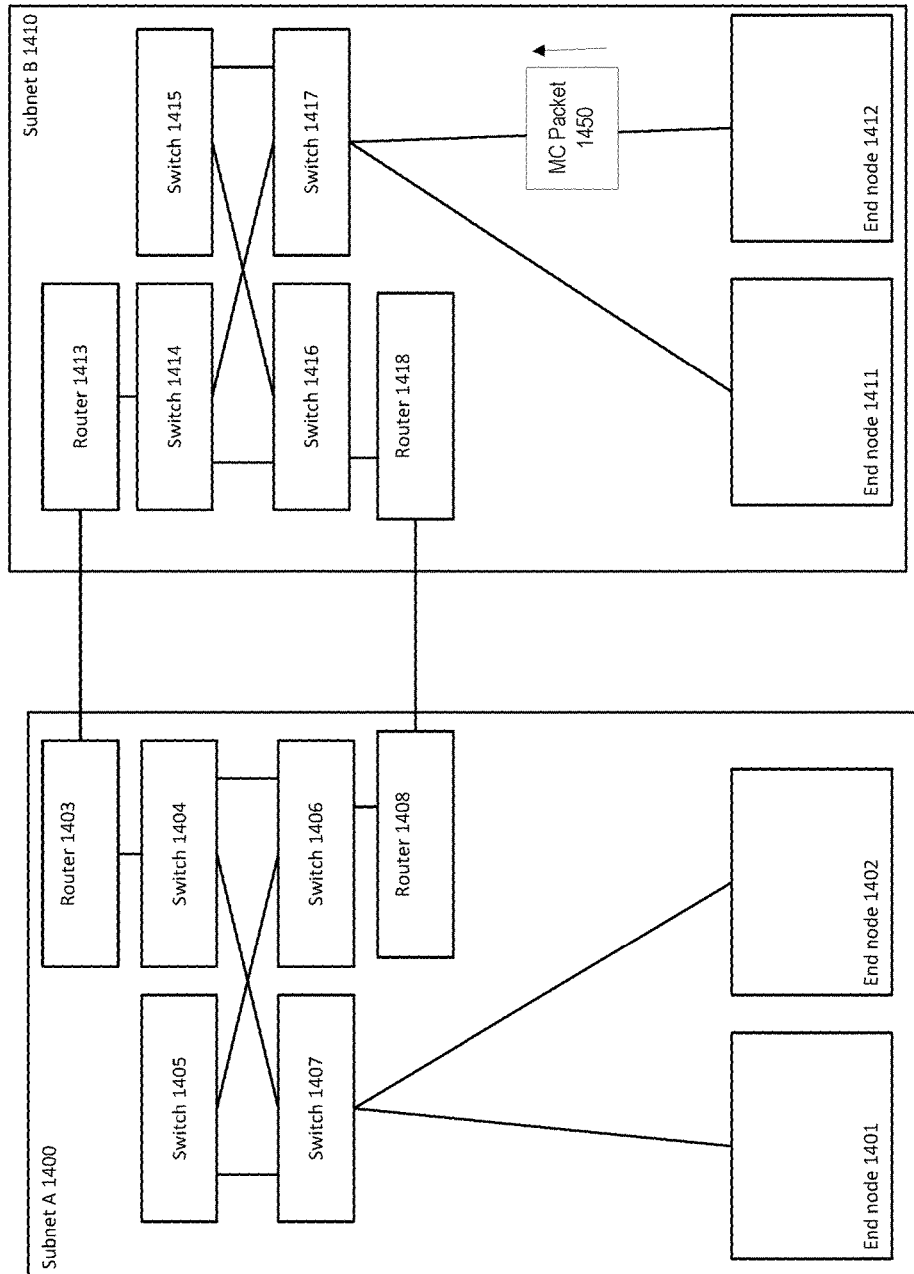 Subnet A 1400
Router 1403
Switch 1405
Switch 1404
Switch 1407
Switch 1406
Router 1408
End node 1401
End node 1402
Subnet B 1410
Router 1413
Switch 1414
Switch 1415
Switch 1416
Switch 1417
Router 1418
MC Packet
1450
End node 1411
End node 1412